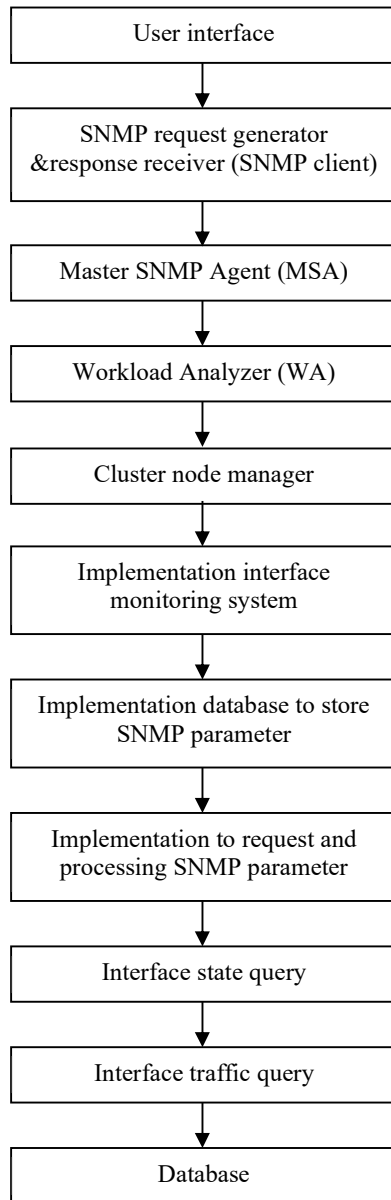 User interface
SNMP request generator
&response receiver (SNMP client)
Master SNMP Agent (MSA)
Workload Analyzer (WA)
Cluster node manager
Implementation interface
monitoring system
Implementation database to store
SNMP parameter
Implementation to request and
processing SNMP parameter
Interface state query
Interface traffic query
Database